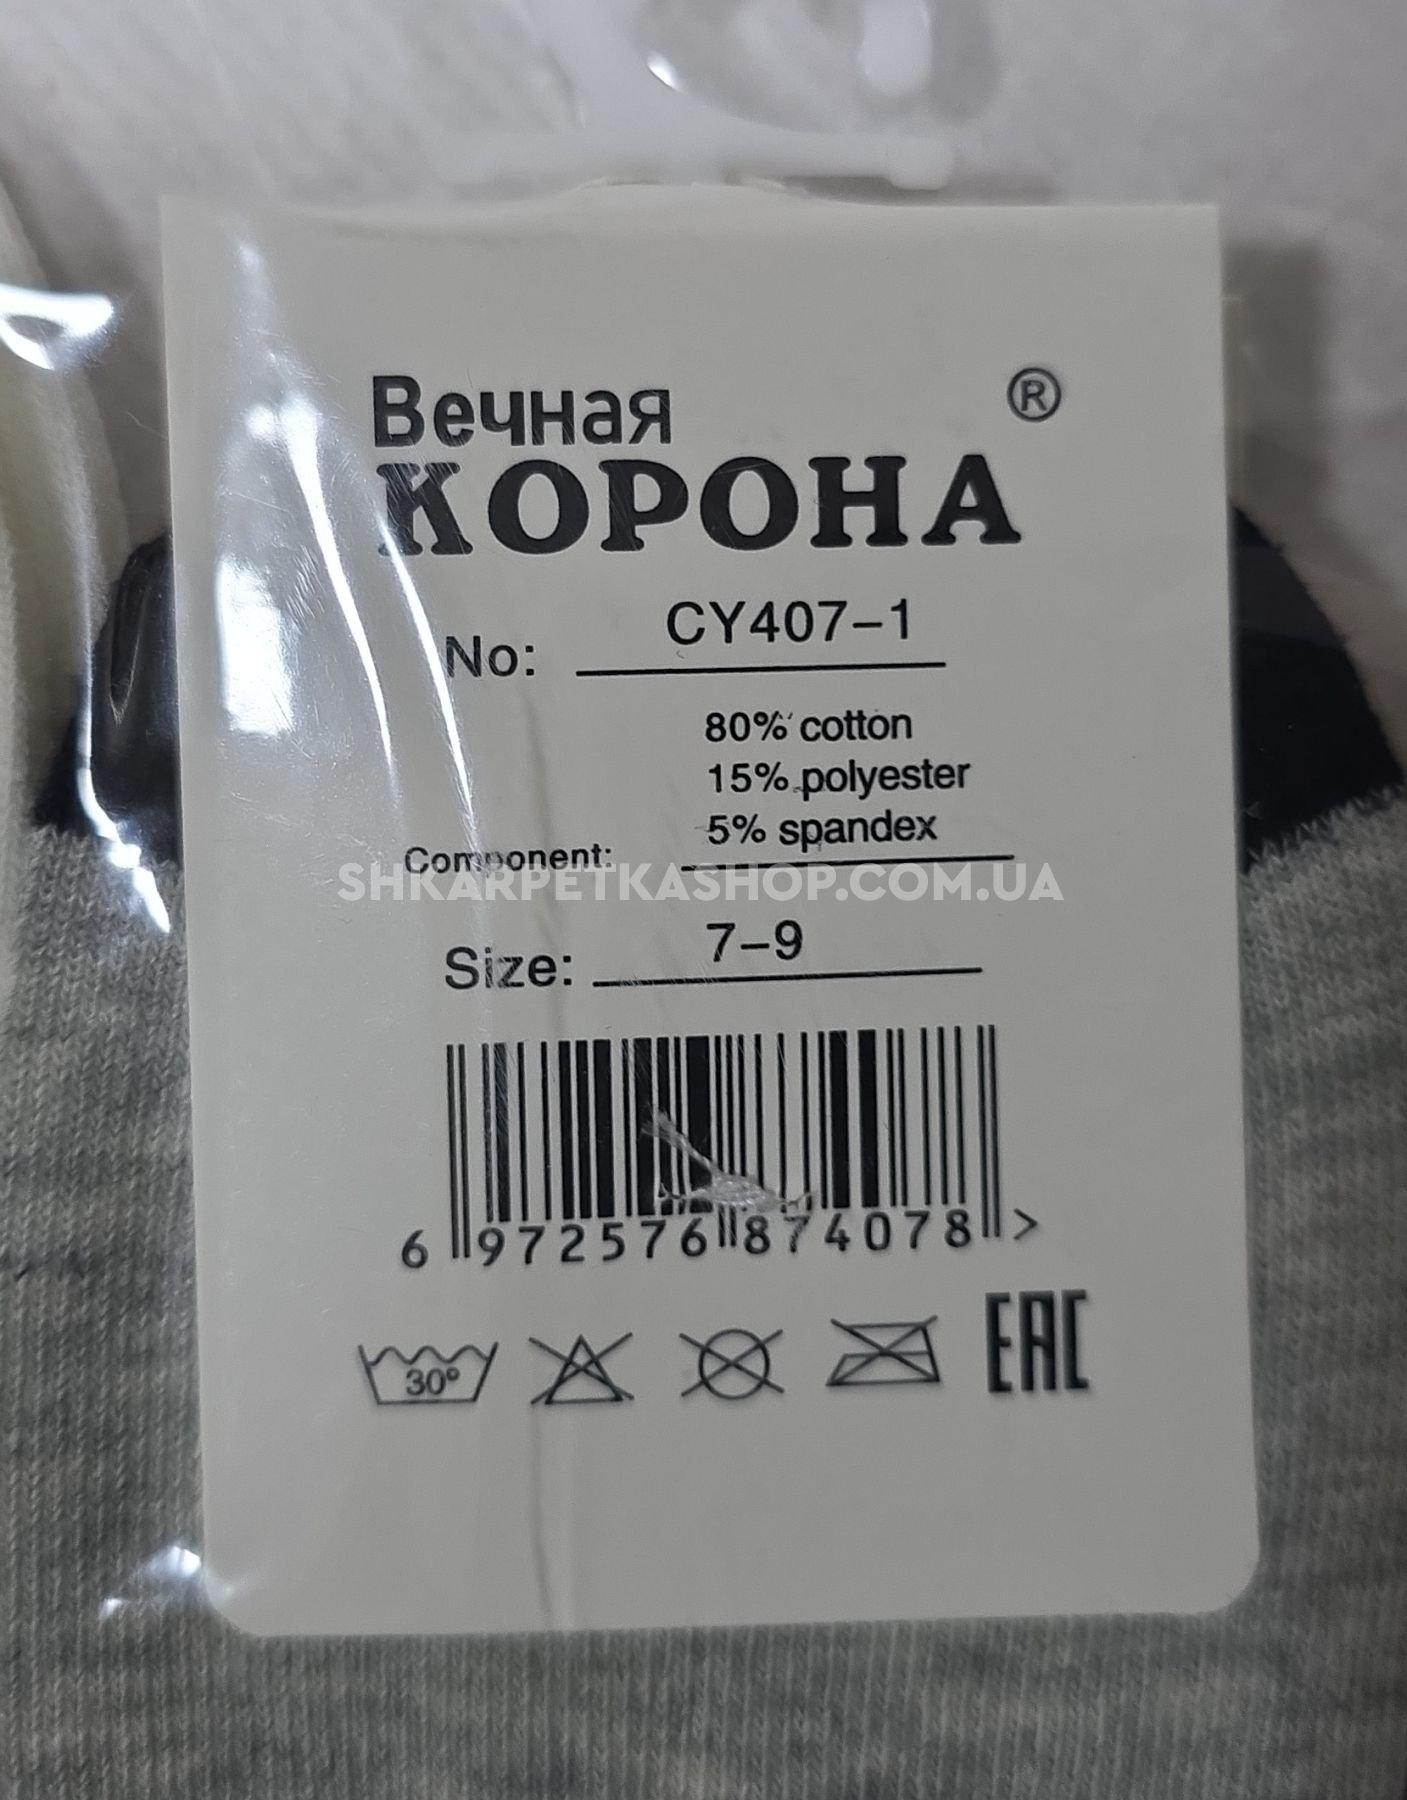 Вечная ®
КОРОНА
No: CY407-1
80% cotton
15% polyester
5% spandex
Component:
SHKARPETKASHOP.COM.UA
Size: 7-9
6 972576 874078 >
30° EAC